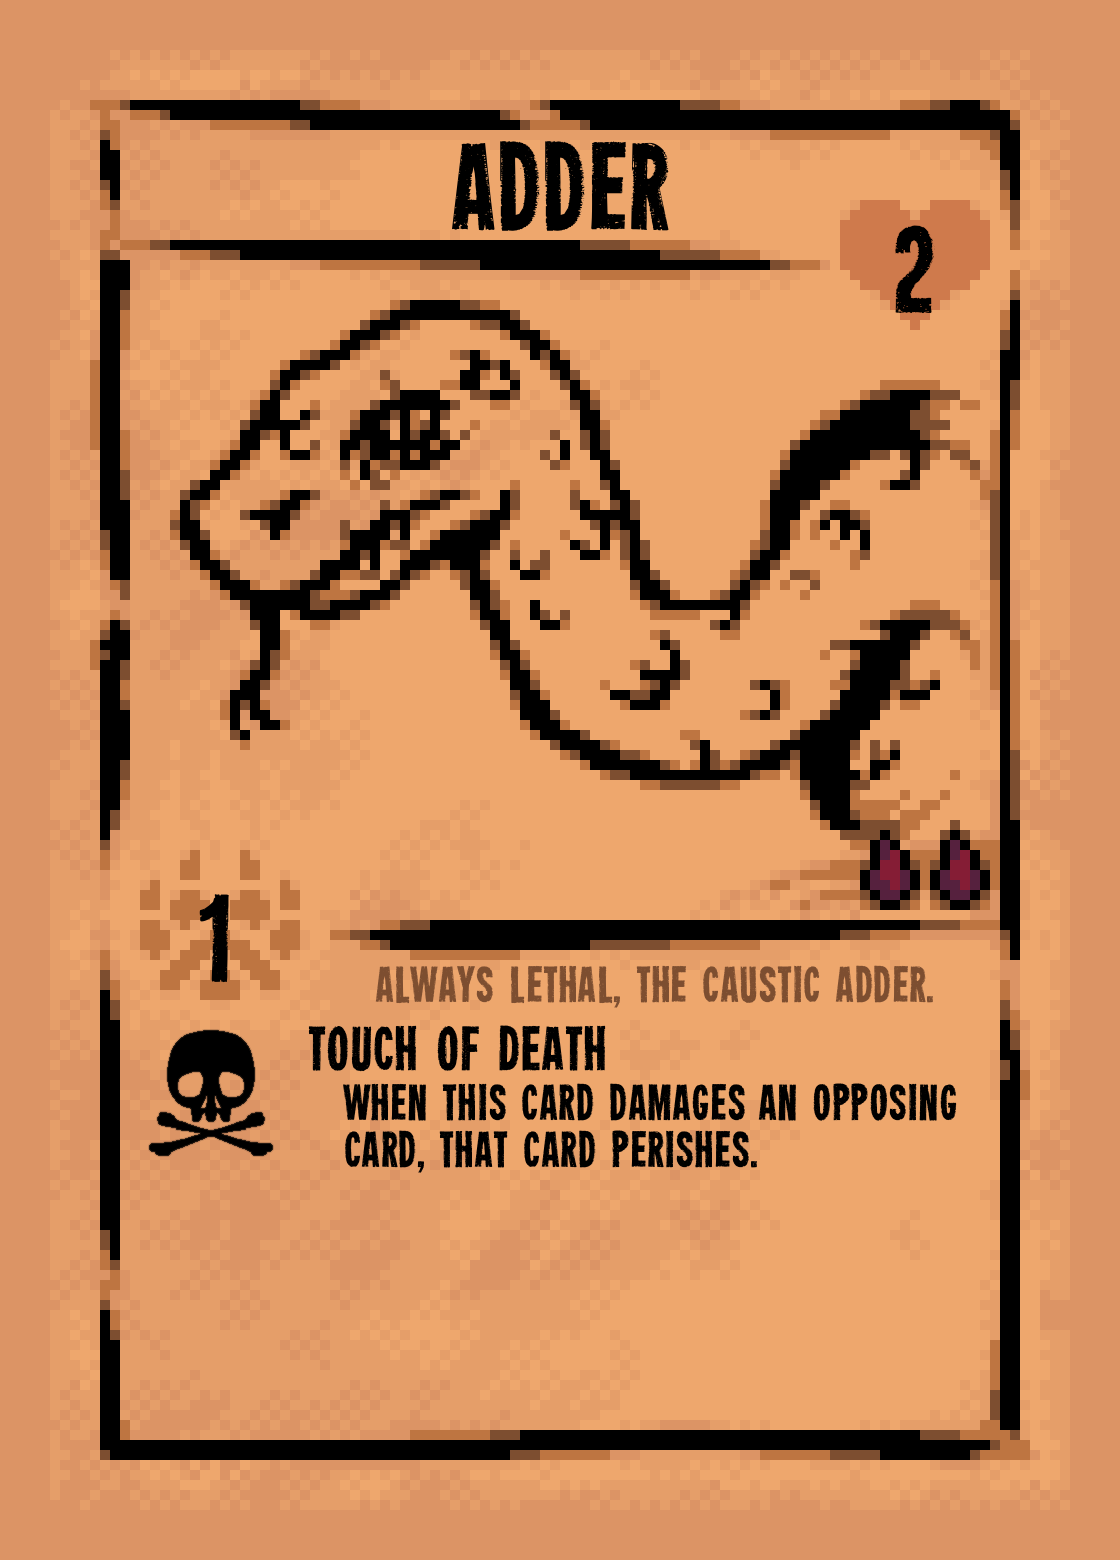 ADDER
2
1
ALWAYS LETHAL, THE CAUSTIC ADDER.
TOUCH OF DEATH
WHEN THIS CARD DAMAGES AN OPPOSING
CARD, THAT CARD PERISHES.